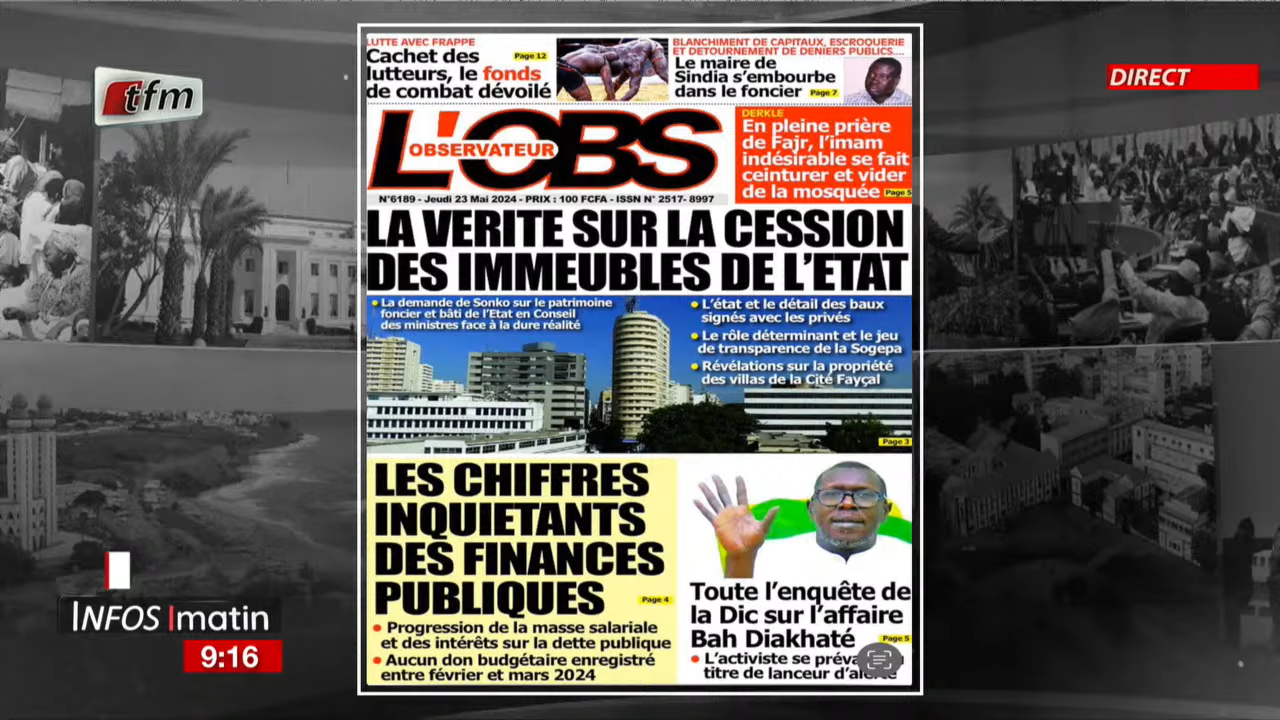 tfm
DIRECT
LUTTE AVEC FRAPPE
Cachet des
lutteurs, le fonds
de combat dévoilé
Page 12
BLANCHIMENT DE CAPITAUX, ESCROQUERIE
ET DETOURNEMENT DE DENIERS PUBLICS....
Le maire de
Sindia s'embourbe
dans le foncier Page 7
L'OBS
OBSERVATEUR
N°6189 - Jeudi 23 Mai 2024 - PRIX : 100 FCFA - ISSN N° 2517- 8997
DERKLE
En pleine prière
de Fajr, l'imam
indésirable se fait
ceinturer et vider
de la mosquée Page 5
LA VERITE SUR LA CESSION
DES IMMEUBLES DE L'ETAT
• La demande de Sonko sur le patrimoine
foncier et bâti de l'Etat en Conseil
des ministres face à la dure réalité
• L'état et le détail des baux
signés avec les privés
• Le rôle déterminant et le jeu
de transparence de la Sogepa
• Révélations sur la propriété
des villas de la Cité Fayçal
Page 3
LES CHIFFRES
INQUIETANTS
DES FINANCES
PUBLIQUES
Page 4
• Progression de la masse salariale
et des intérêts sur la dette publique
• Aucun don budgétaire enregistré
entre février et mars 2024
Toute l'enquête de
la Dic sur l'affaire
Bah Diakhaté
Page 5
• L'activiste se
titre de lanceur
INFOS matin
9:16